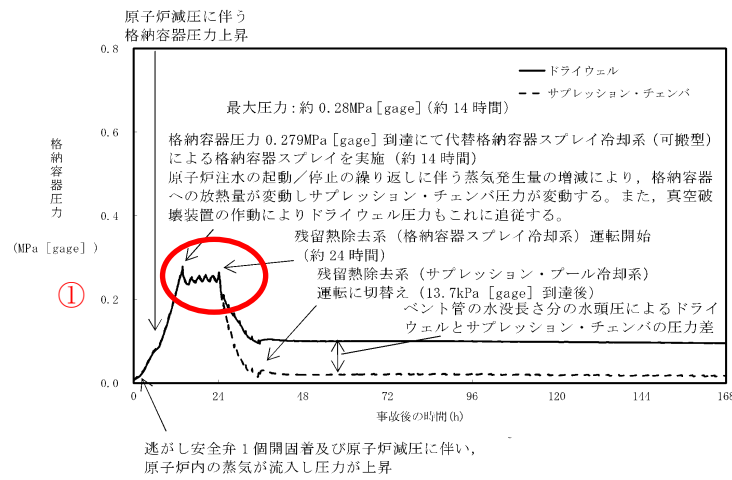 原子炉減圧に伴う
格納容器圧力上昇
0.8
0.6
0.4
0.2
0.0
格納容器圧力
(MPa［gage］)
ドライウェル
サプレッション・チェンバ
最大圧力：約 0.28MPa［gage］(約 14 時間)
格納容器圧力 0.279MPa［gage］到達にて代替格納容器スプレイ冷却系（可搬型）
による格納容器スプレイを実施（約 14 時間）
原子炉注水の起動／停止の繰り返しに伴う蒸気発生量の増減により，格納容器
への放熱量が変動しサプレッション・チェンバ圧力が変動する。また，真空破
壊装置の作動によりドライウェル圧力もこれに追従する。
残留熱除去系（格納容器スプレイ冷却系）運転開始
(約 24 時間)
残留熱除去系（サプレッション・プール冷却系）
運転に切替え（13.7kPa［gage］到達後）
ベント管の水没長さ分の水頭圧によるドライ
ウェルとサプレッション・チェンバの圧力差
①
0 24 48 72 96 120 144 168
事故後の時間(h)
逃がし安全弁 1 個開固着及び原子炉減圧に伴い，
原子炉内の蒸気が流入し圧力が上昇